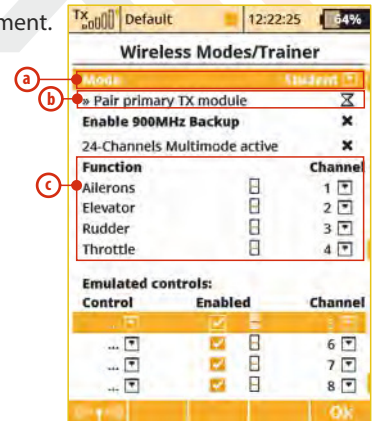 ment.
Tx Default 12:22:25 64%
Wireless Modes/Trainer
a
Mode Student
b
» Pair primary TX module
Enable 900MHz Backup ×
24-Channels Multimode active ×
Function Channel
c
Ailerons 1
Elevator 2
Rudder 3
Throttle 4
Emulated controls:
Control Enabled Channel
...
... 6
... 7
... 8
Ok